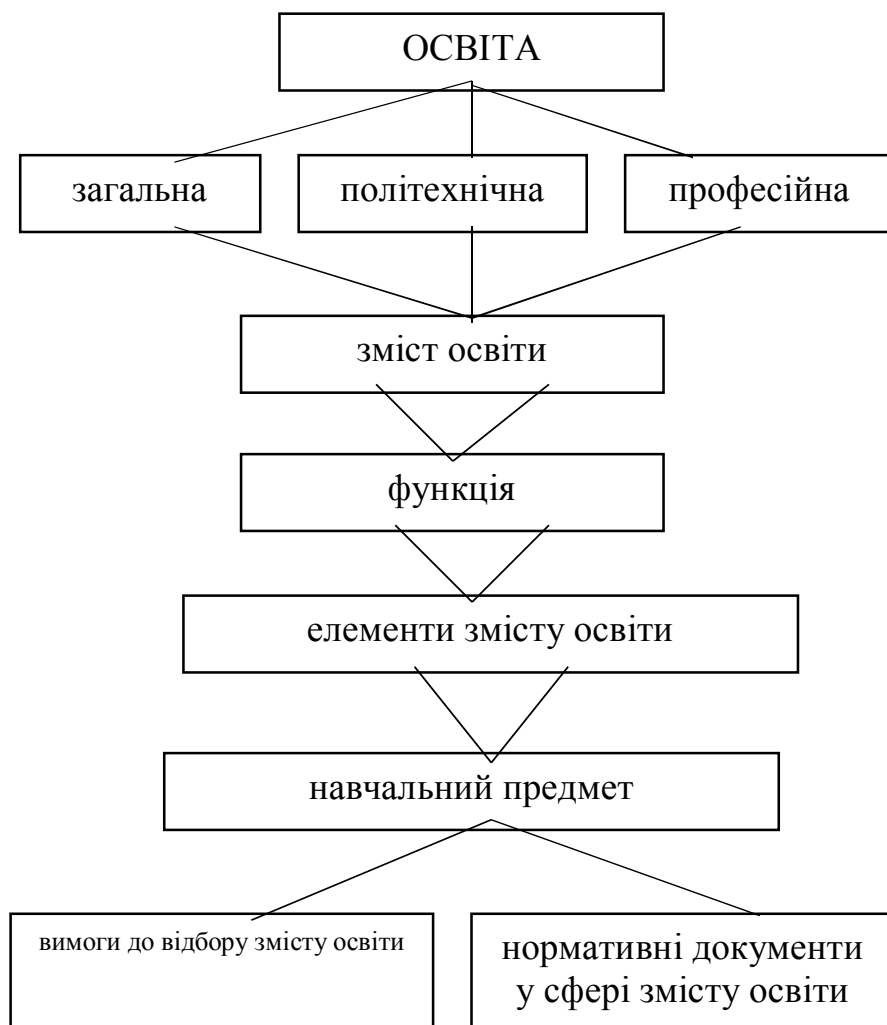 ОСВІТА
загальна
політехнічна
професійна
зміст освіти
функція
елементи змісту освіти
навчальний предмет
вимоги до відбору змісту освіти
нормативні документи
у сфері змісту освіти